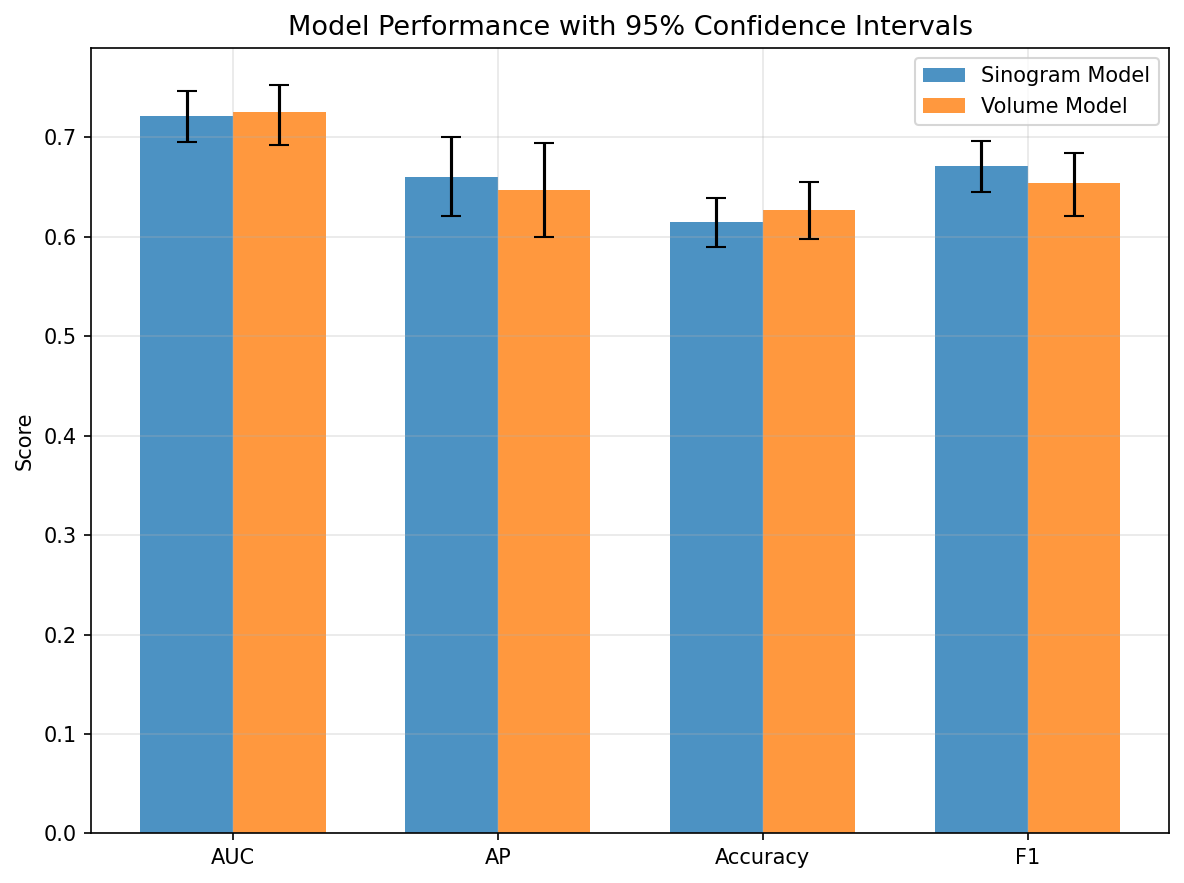 Model Performance with 95% Confidence Intervals
Sinogram Model
Volume Model
Score
0.7
0.6
0.5
0.4
0.3
0.2
0.1
0.0
AUC
AP
Accuracy
F1